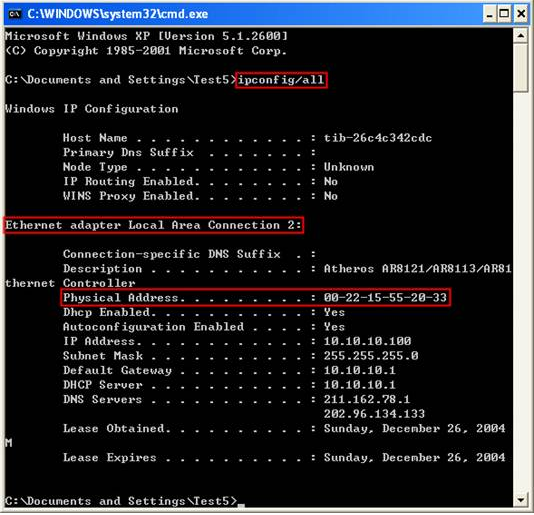 C:\WINDOWS\system32\cmd.exe
Microsoft Windows XP [Version 5.1.2600]
(C) Copyright 1985-2001 Microsoft Corp.
C:\Documents and Settings\Test5>ipconfig/all
Windows IP Configuration
Host Name . . . . . . . . . . . . : tib-26c4c342cdc
Primary Dns Suffix  . . . . . . . :
Node Type . . . . . . . . . . . . : Unknown
IP Routing Enabled. . . . . . . . : No
WINS Proxy Enabled. . . . . . . . : No
Ethernet adapter Local Area Connection 2:
Connection-specific DNS Suffix  . :
Description . . . . . . . . . . . : Atheros AR8121/AR8113/AR81
thernet Controller
Physical Address. . . . . . . . . : 00-22-15-55-20-33
Dhcp Enabled. . . . . . . . . . . : Yes
Autoconfiguration Enabled . . . . : Yes
IP Address. . . . . . . . . . . . : 10.10.10.100
Subnet Mask . . . . . . . . . . . : 255.255.255.0
Default Gateway . . . . . . . . . : 10.10.10.1
DHCP Server . . . . . . . . . . . : 10.10.10.1
DNS Servers . . . . . . . . . . . : 211.162.78.1
202.96.134.133
Lease Obtained. . . . . . . . . . : Sunday, December 26, 2004
M
Lease Expires . . . . . . . . . . : Sunday, December 26, 2004
C:\Documents and Settings\Test5>_